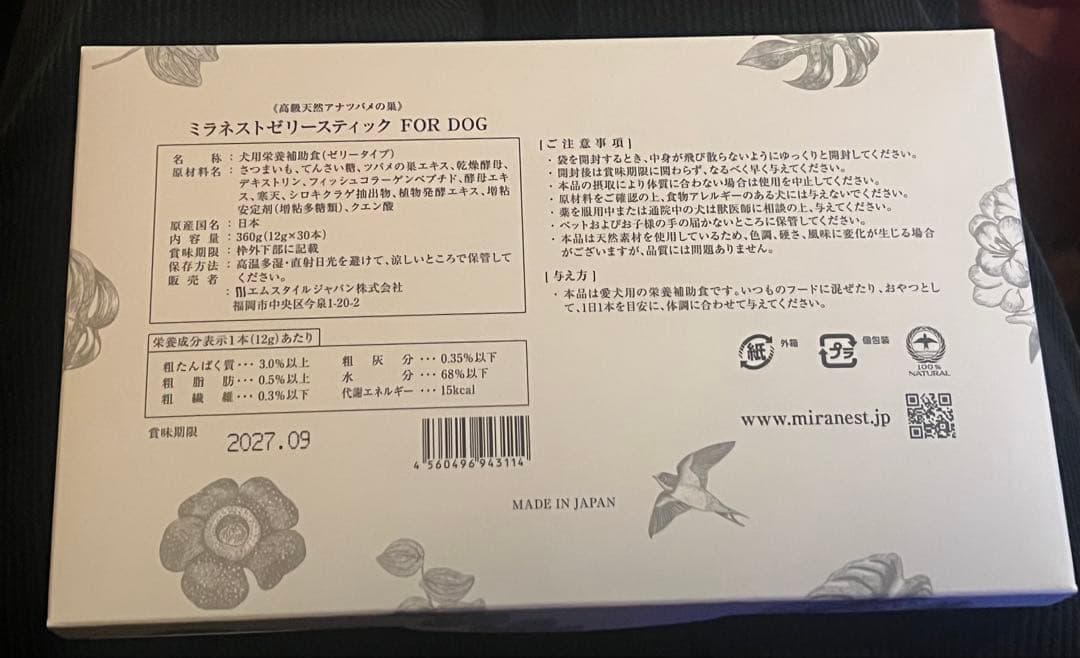 《高級天然アナツバメの巣》
ミラネストゼリースティック FOR DOG
名称：犬用栄養補助食(ゼリータイプ)
原材料名：さつまいも、てんさい糖、ツバメの巣エキス、乾燥酵母、
デキストリン、フィッシュコラーゲンペプチド、酵母エキ
ス、寒天、シロキクラゲ抽出物、植物発酵エキス、増粘
安定剤(増粘多糖類)、クエン酸
原産国名：日本
内容量：360g(12g×30本)
賞味期限：枠外下部に記載
保存方法：高温多湿・直射日光を避けて、涼しいところで保管して
ください。
販売者：エムスタイルジャパン株式会社
福岡市中央区今泉1-20-2
栄養成分表示1本(12g)あたり
粗たんぱく質･･･3.0%以上
粗脂肪･･･0.5%以上
粗繊維･･･0.3%以下
粗灰分･･･0.35%以下
水分･･･68%以下
代謝エネルギー･･･15kcal
賞味期限 2027.09
4560496943114
[ご注意事項]
・袋を開封するとき、中身が飛び散らないようにゆっくりと開封してください。
・開封後は賞味期限に関わらず、なるべく早く与えてください。
・本品の摂取により体質に合わない場合は使用を中止してください。
・原材料をご確認の上、食物アレルギーのある犬には与えないでください。
・薬を服用中または通院中の犬は獣医師に相談の上、与えてください。
・ペットおよびお子様の手の届かないところに保管してください。
・本品は天然素材を使用しているため、色調、硬さ、風味に変化が生じる場合
がございますが、品質には問題ありません。
[与え方]
・本品は愛犬用の栄養補助食です。いつものフードに混ぜたり、おやつとし
て、1日1本を目安に、体調に合わせて与えてください。
紙 外箱
プラ 個包装
100%
NATURAL
www.miranest.jp
MADE IN JAPAN